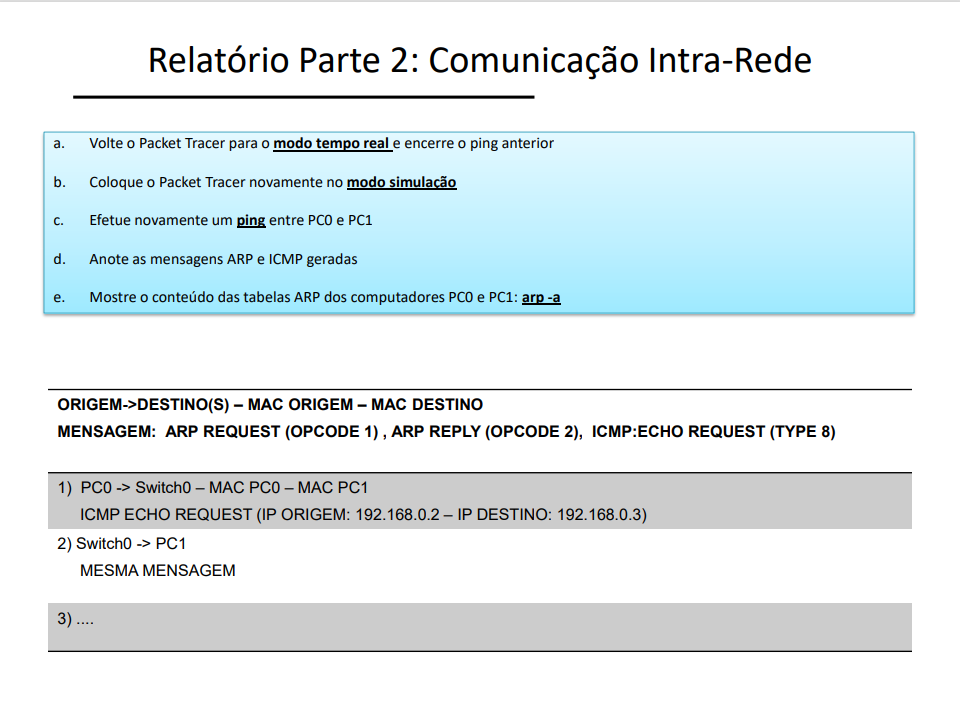 Relatório Parte 2: Comunicação Intra-Rede
a. Volte o Packet Tracer para o modo tempo real e encerre o ping anterior
b. Coloque o Packet Tracer novamente no modo simulação
c. Efetue novamente um ping entre PC0 e PC1
d. Anote as mensagens ARP e ICMP geradas
e. Mostre o conteúdo das tabelas ARP dos computadores PC0 e PC1: arp -a
ORIGEM->DESTINO(S) – MAC ORIGEM – MAC DESTINO
MENSAGEM: ARP REQUEST (OPCODE 1) , ARP REPLY (OPCODE 2), ICMP:ECHO REQUEST (TYPE 8)
1) PC0 -> Switch0 – MAC PC0 – MAC PC1
ICMP ECHO REQUEST (IP ORIGEM: 192.168.0.2 – IP DESTINO: 192.168.0.3)
2) Switch0 -> PC1
MESMA MENSAGEM
3) ....